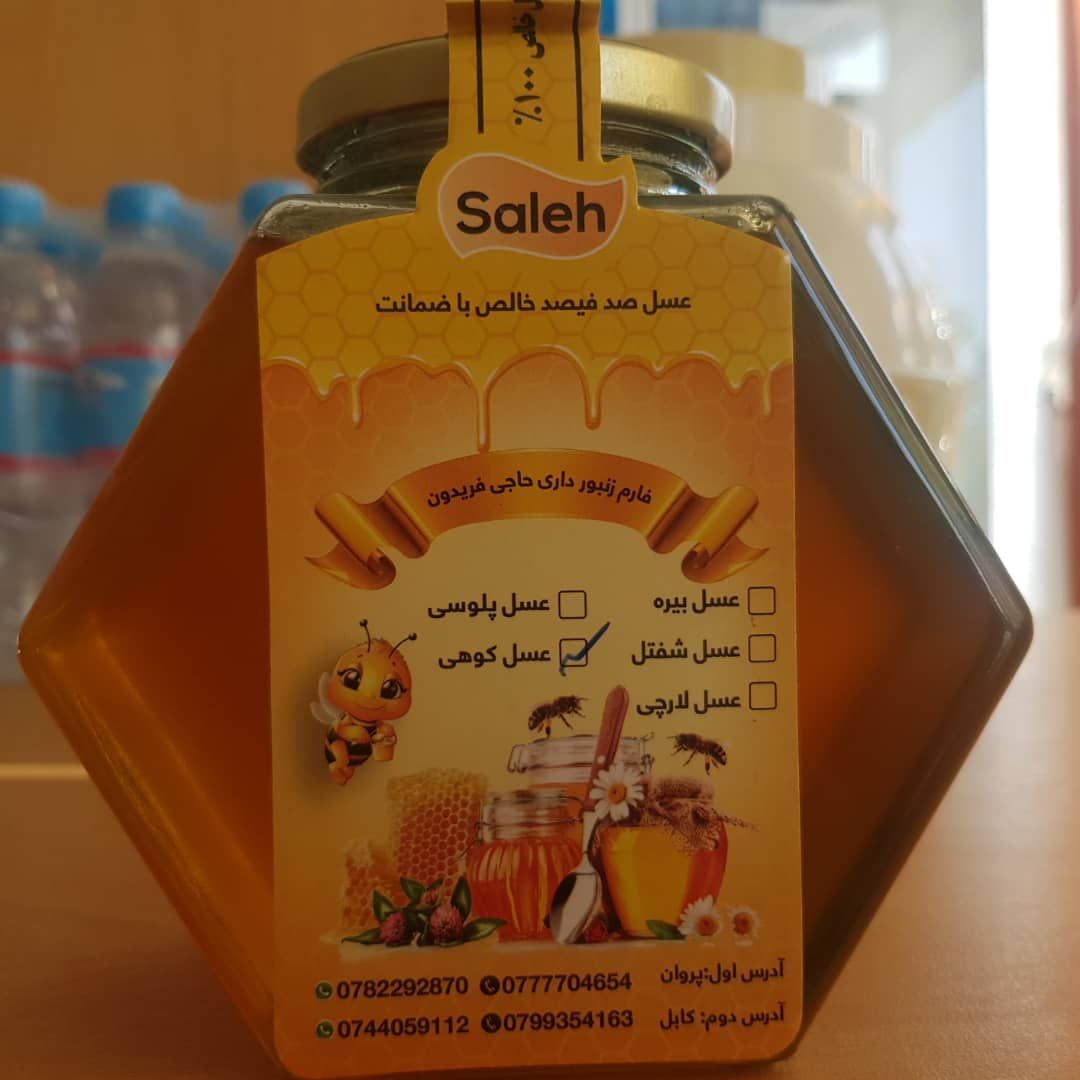 خالص ۱۰۰٪
Saleh
عسل صد فیصد خالص با ضمانت
فارم زنبور داری حاجی فریدون
عسل بیره
عسل پلوسی
عسل شفتل
عسل کوهی
عسل لارچی
آدرس اول:پروان 0777704654 0782292870
آدرس دوم: کابل 0799354163 0744059112